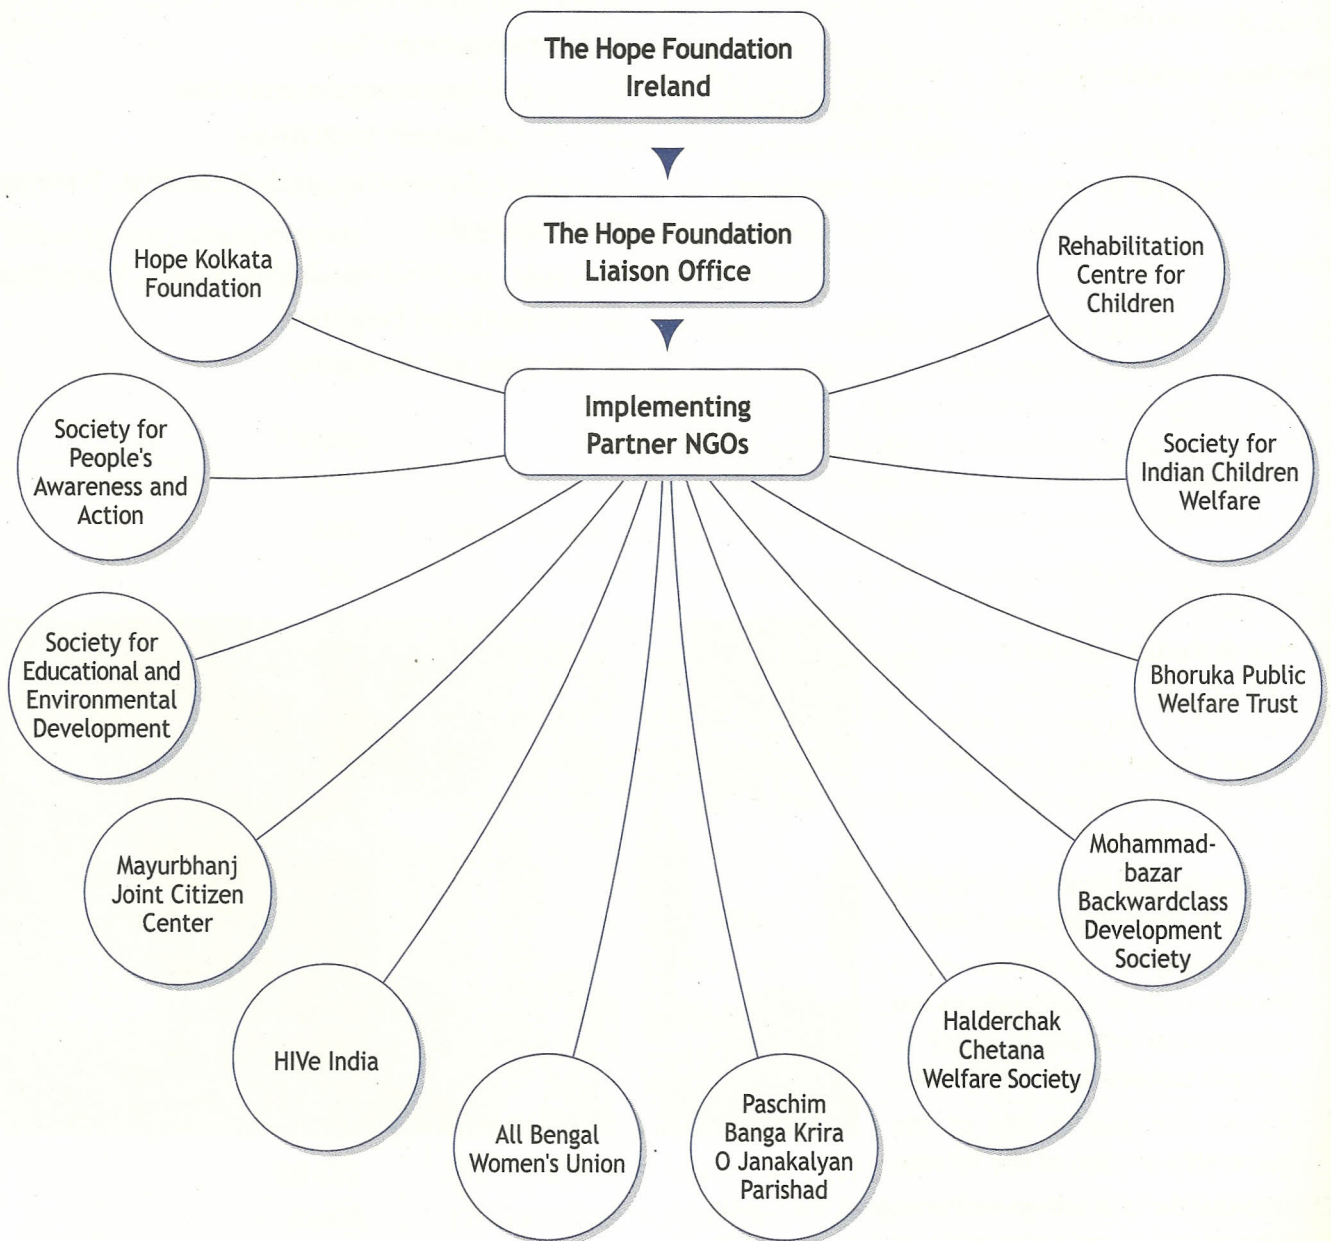 The Hope Foundation
Ireland
The Hope Foundation
Liaison Office
Implementing
Partner NGOs
Hope Kolkata
Foundation
Society for
People's
Awareness and
Action
Society for
Educational and
Environmental
Development
Mayurbhanj
Joint Citizen
Center
HIVe India
All Bengal
Women's Union
Paschim
Banga Krira
O Janakalyan
Parishad
Halderchak
Chetana
Welfare Society
Mohammad-
bazar
Backwardclass
Development
Society
Bhoruka Public
Welfare Trust
Society for
Indian Children
Welfare
Rehabilitation
Centre for
Children